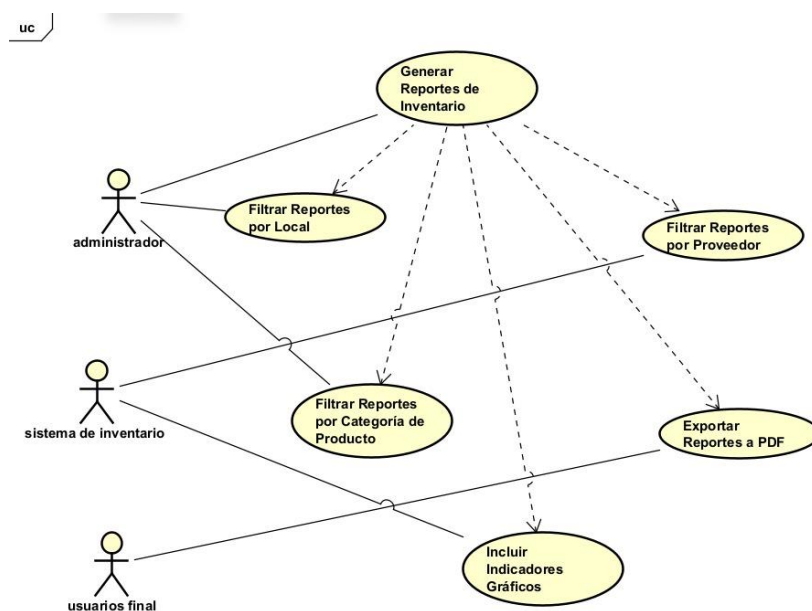 uc
Generar
Reportes de
Inventario
administrador
Filtrar Reportes
por Local
Filtrar Reportes
por Proveedor
sistema de inventario
Filtrar Reportes
por Categoría de
Producto
Exportar
Reportes a PDF
usuarios final
Incluir
Indicadores
Gráficos